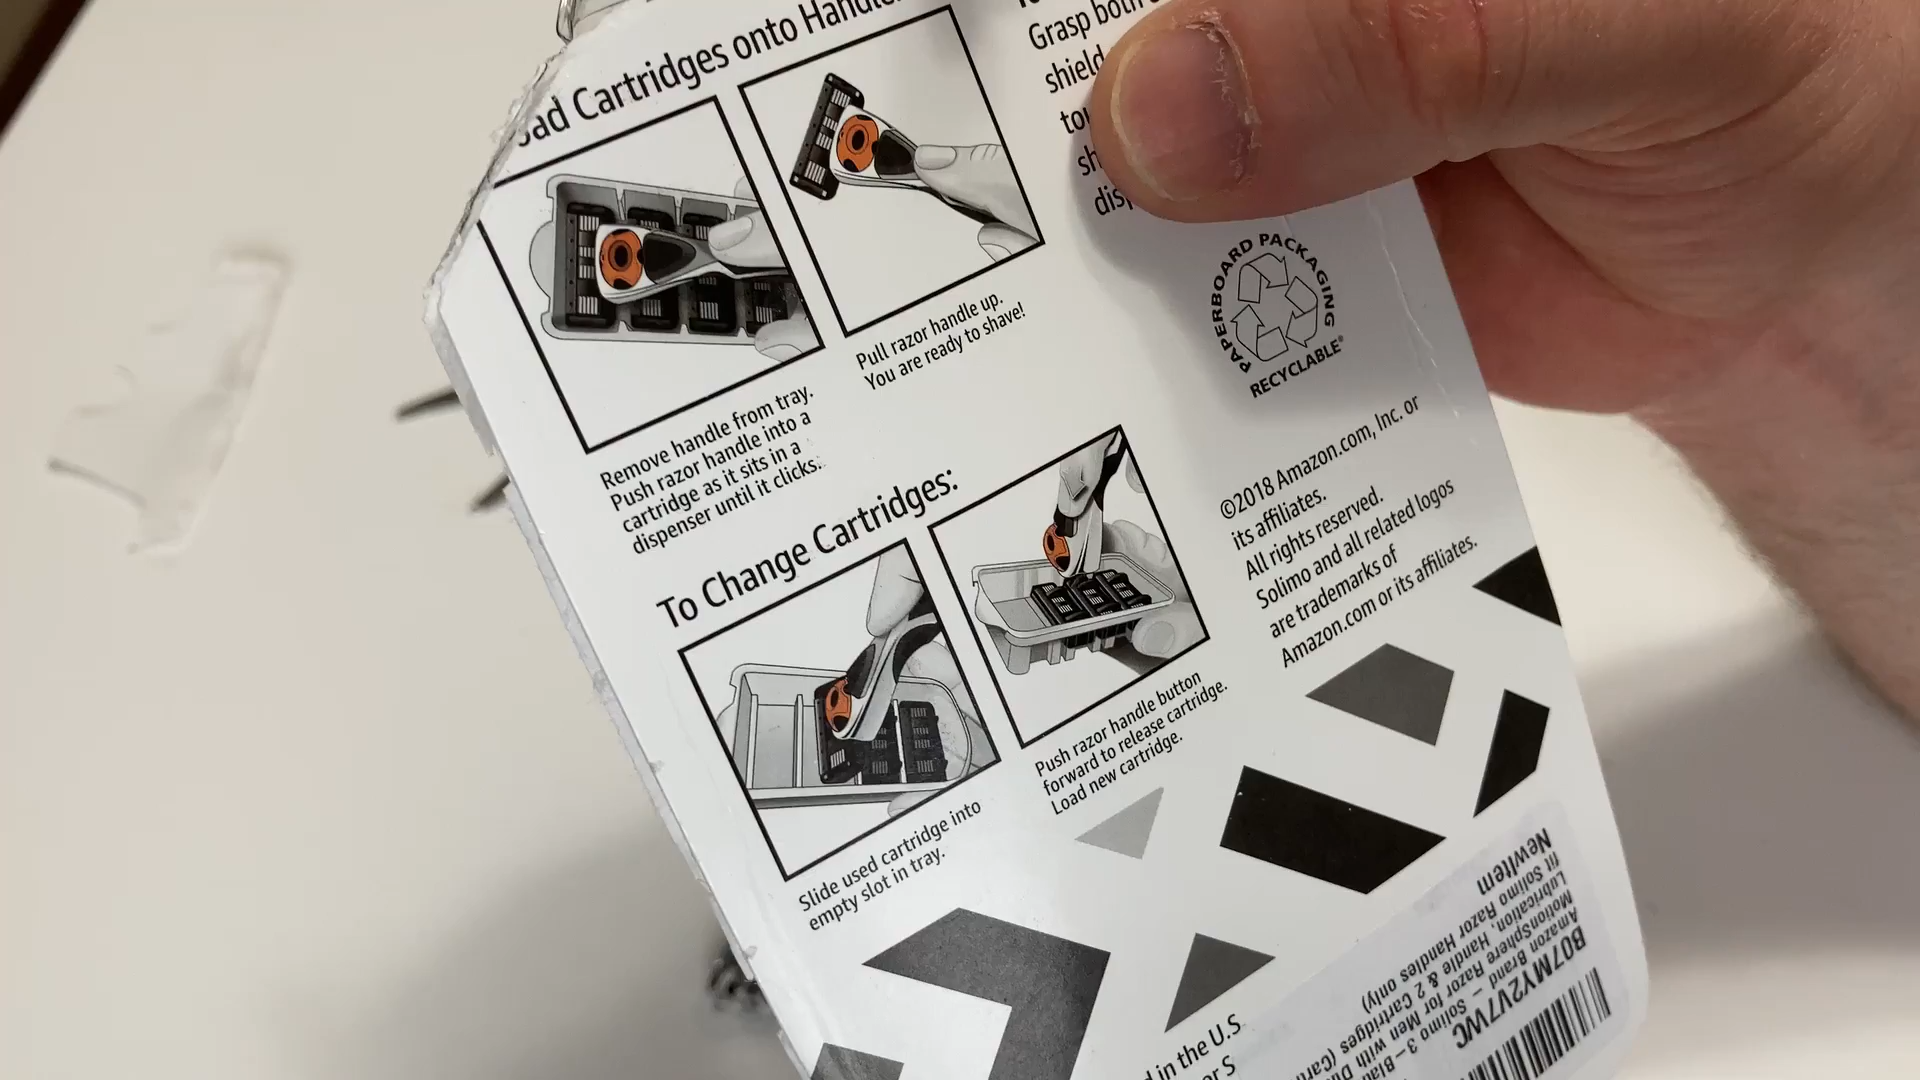 Cartridges onto Handle
Remove handle from tray.
Push razor handle into a
cartridge as it sits in a
dispenser until it clicks.
Pull razor handle up.
You are ready to shave!
To Change Cartridges:
Slide used cartridge into
empty slot in tray.
Push razor handle button
forward to release cartridge.
Load new cartridge.
Grasp both
shield
PAPERBOARD PACKAGING
RECYCLABLE
©2018 Amazon.com, Inc. or
its affiliates.
All rights reserved.
Solimo and all related logos
are trademarks of
Amazon.com or its affiliates.
in the U.S
B07MY2V7WC
Amazon Brand - Solimo 3-Bla
MotionSphere Razor for Men with
Lubrication, Handle & 2 Cartridges (Cart
fit Solimo Razor Handles only)
NewItem